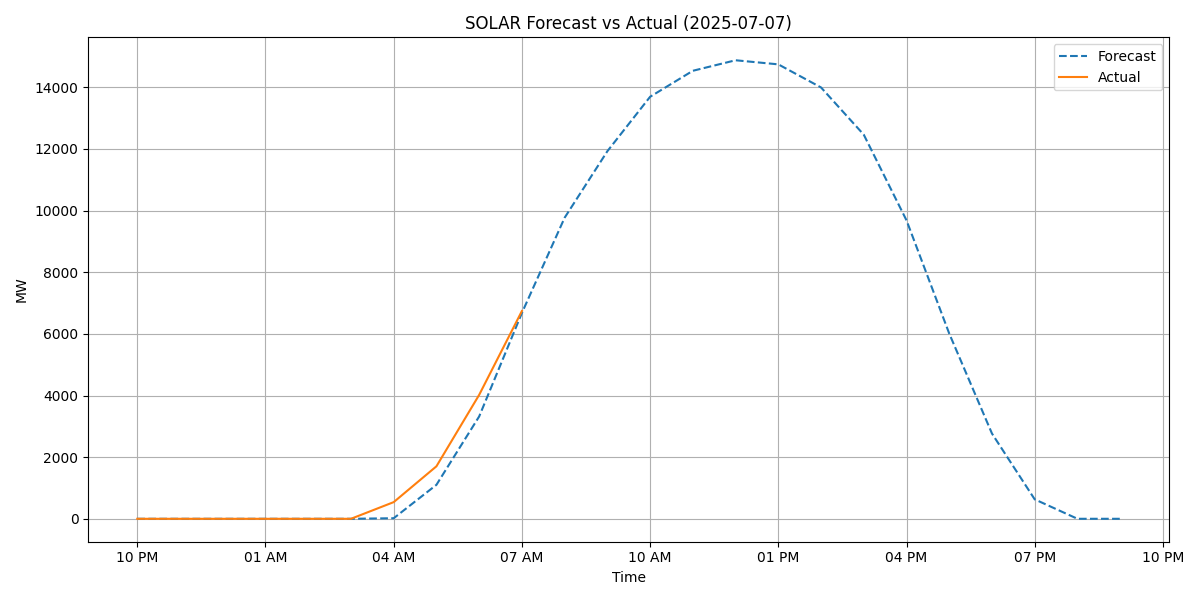 SOLAR Forecast vs Actual (2025-07-07)
Forecast
Actual
14000
12000
10000
8000
6000
4000
2000
0
MW
10 PM 01 AM 04 AM 07 AM 10 AM 01 PM 04 PM 07 PM 10 PM
Time